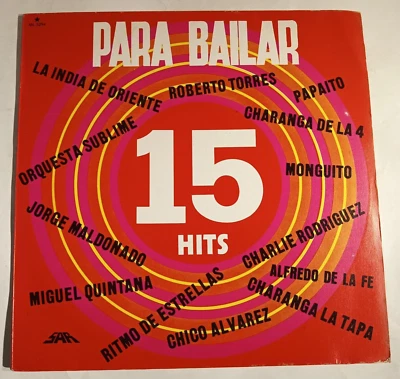 PARA BAILAR
LA INDIA DE ORIENTE
ROBERTO TORRES
PAPAITO
ORQUESTA SUBLIME
CHARANGA DE LA 4
15
HITS
MONGUITO
JORGE MALDONADO
CHARLIE RODRIGUEZ
MIGUEL QUINTANA
RITMO DE ESTRELLAS
ALFREDO DE LA FE
CHICO ALVAREZ
CHARANGA LA TAPA
SAR